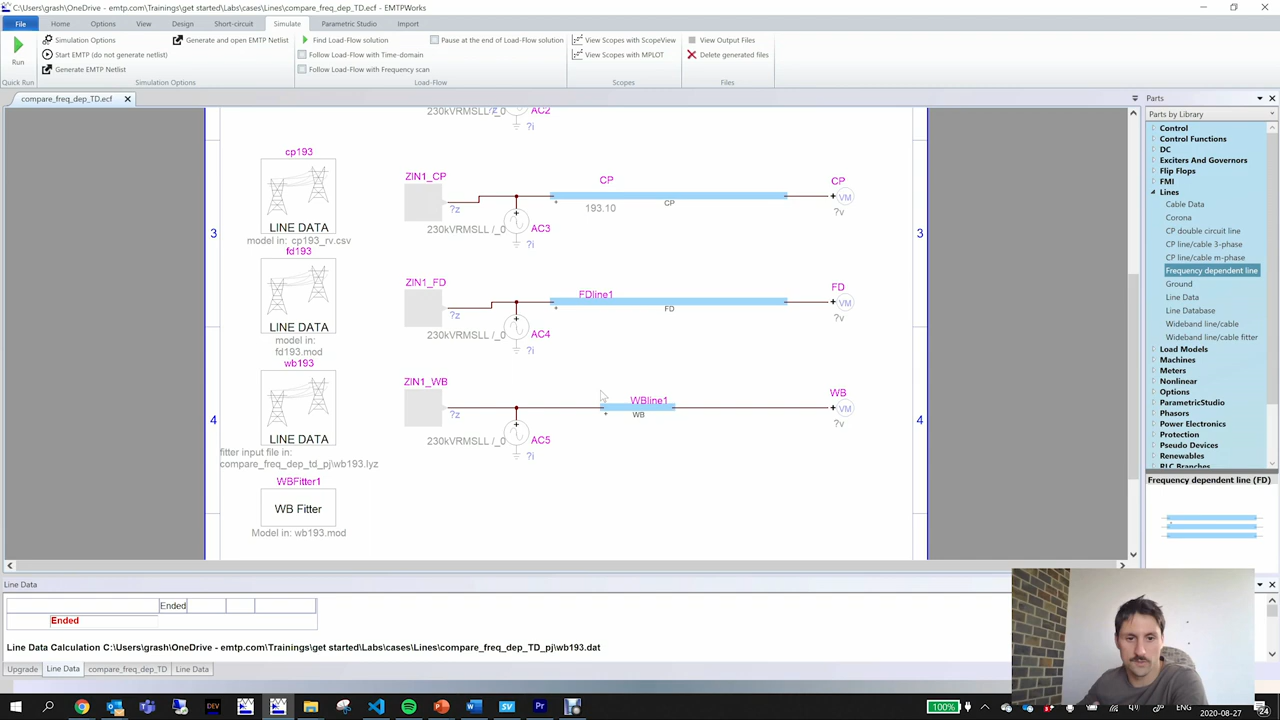 C:\Users\grash\OneDrive - emtp.com\Trainings\get started\Labs\cases\Lines\compare_freq_dep_TD.ecf - EMTPWorks
File Home Options View Design Short-circuit Simulate Parametric Studio Import
Run
Simulation Options
Generate and open EMTP Netlist
Start EMTP (do not generate netlist)
Generate EMTP Netlist
Find Load-Flow solution
Pause at the end of Load-Flow solution
Follow Load-Flow with Time-domain
Follow Load-Flow with Frequency scan
View Scopes with ScopeView
View Scopes with MPLOT
View Output Files
Delete generated files
Quick Run Simulation Options Load-Flow Scopes Files
compare_freq_dep_TD.ecf
230kVRMSLL /_0
AC2
?i
cp193
LINE DATA
model in: cp193_rv.csv
ZIN1_CP
?z
230kVRMSLL /_0
AC3
?i
CP
193.10
CP
CP
VM
?v
3
3
fd193
LINE DATA
model in:
fd193.mod
ZIN1_FD
?z
230kVRMSLL /_0
AC4
?i
FDline1
FD
FD
VM
?v
wb193
LINE DATA
fitter input file in:
compare_freq_dep_td_pj\wb193.lyz
ZIN1_WB
?z
230kVRMSLL /_0
AC5
?i
WBline1
WB
WB
VM
?v
4
4
WBFitter1
WB Fitter
Model in: wb193.mod
Parts
Parts by Library
Control
Control Functions
DC
Exciters And Governors
Flip Flops
FMI
Lines
Cable Data
Corona
CP double circuit line
CP line/cable 3-phase
CP line/cable m-phase
Frequency dependent line
Ground
Line Data
Line Database
Wideband line/cable
Wideband line/cable fitter
Load Models
Machines
Meters
Nonlinear
Options
ParametricStudio
Phasors
Power Electronics
Protection
Pseudo Devices
Renewables
RLC Branches
Frequency dependent line (FD)
Line Data
Ended
Ended
Line Data Calculation C:\Users\grash\OneDrive - emtp.com\Trainings\get started\Labs\cases\Lines\compare_freq_dep_TD_pj\wb193.dat
Upgrade Line Data compare_freq_dep_TD Line Data
DEV
SV
100%
2020-08-27
24